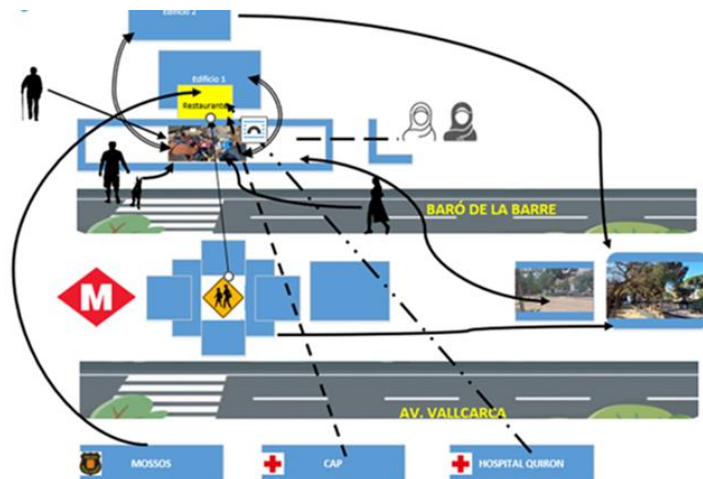 Edificio 2
Edificio 1
Restaurante
BARÓ DE LA BARRE
M
AV. VALLCARCA
MOSSOS
CAP
HOSPITAL QUIRON